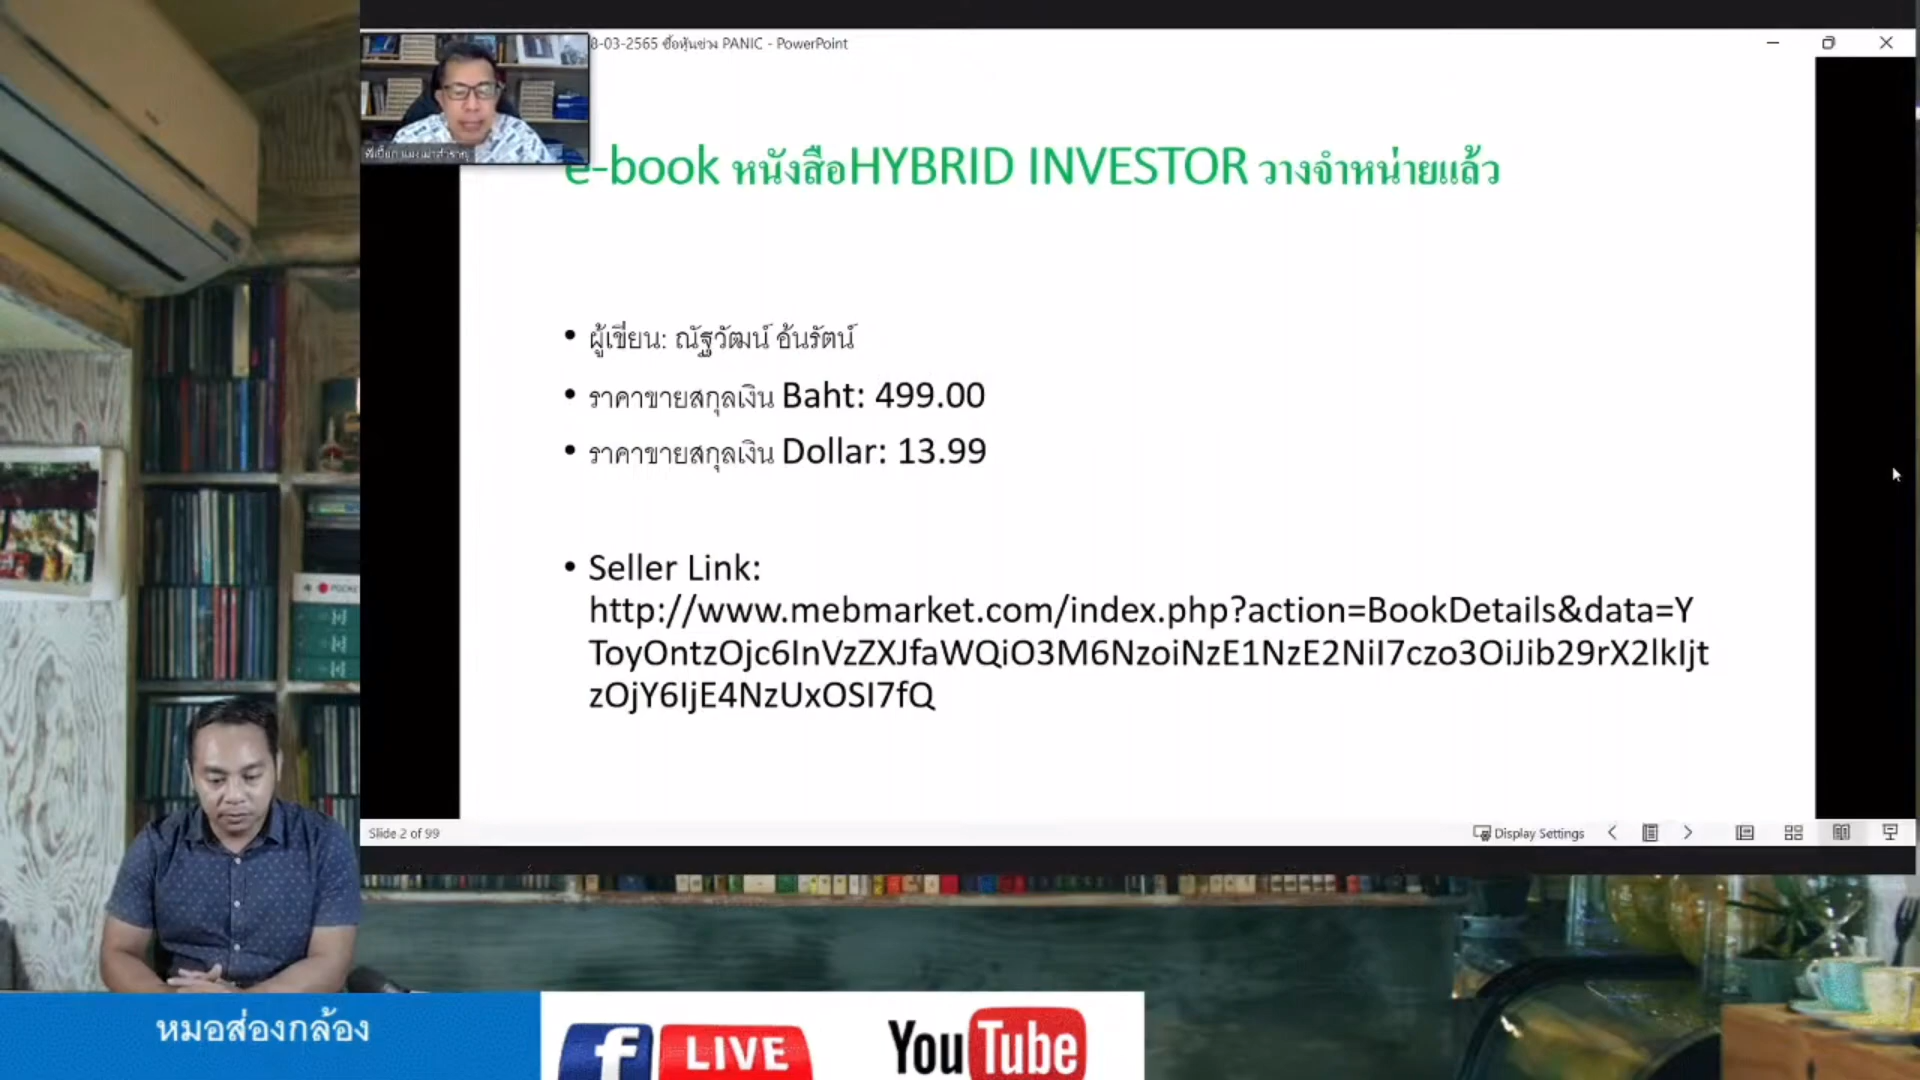 8-03-2565 ซื้อหุ้นช่วง PANIC - PowerPoint
e-book หนังสือHYBRID INVESTOR วางจำหน่ายแล้ว
• ผู้เขียน: ณัฐวัฒน์ อ้นรัตน์
• ราคาขายสกุลเงิน Baht: 499.00
• ราคาขายสกุลเงิน Dollar: 13.99
• Seller Link:
http://www.mebmarket.com/index.php?action=BookDetails&data=Y
ToyOntzOjc6InVzZXJfaWQiO3M6NzoiNzE1NzE2NiI7czo3OiJib29rX2lkIjt
zOjY6IjE4NzUxOSI7fQ
Slide 2 of 99
Display Settings
หมอส่องกล้อง
f LIVE
YouTube